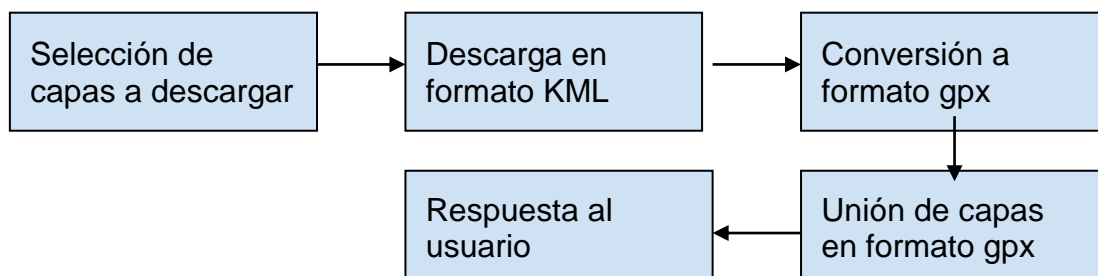 Selección de
capas a descargar
Descarga en
formato KML
Conversión a
formato gpx
Unión de capas
en formato gpx
Respuesta al
usuario